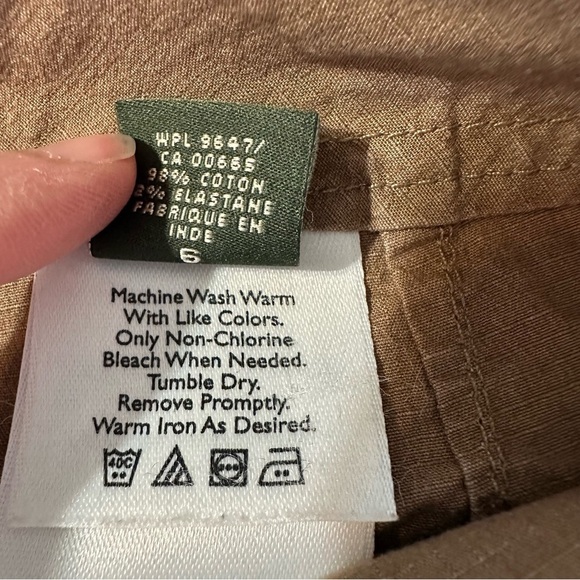 WPL 9647/
CA 00665
98% COTON
2% ELASTANE
FABRIQUE EN
INDE
6
Machine Wash Warm
With Like Colors.
Only Non-Chlorine
Bleach When Needed.
Tumble Dry.
Remove Promptly.
Warm Iron As Desired.
40C